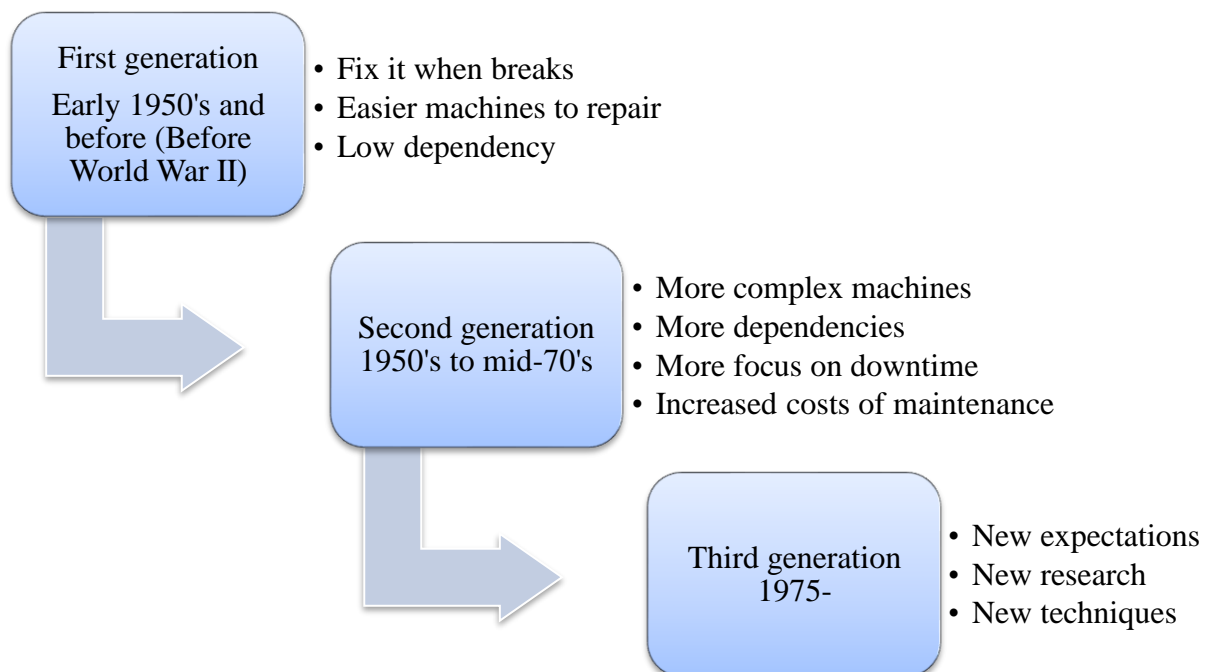 First generation
Early 1950's and
before (Before
World War II)
• Fix it when breaks
• Easier machines to repair
• Low dependency
Second generation
1950's to mid-70's
• More complex machines
• More dependencies
• More focus on downtime
• Increased costs of maintenance
Third generation
1975-
• New expectations
• New research
• New techniques